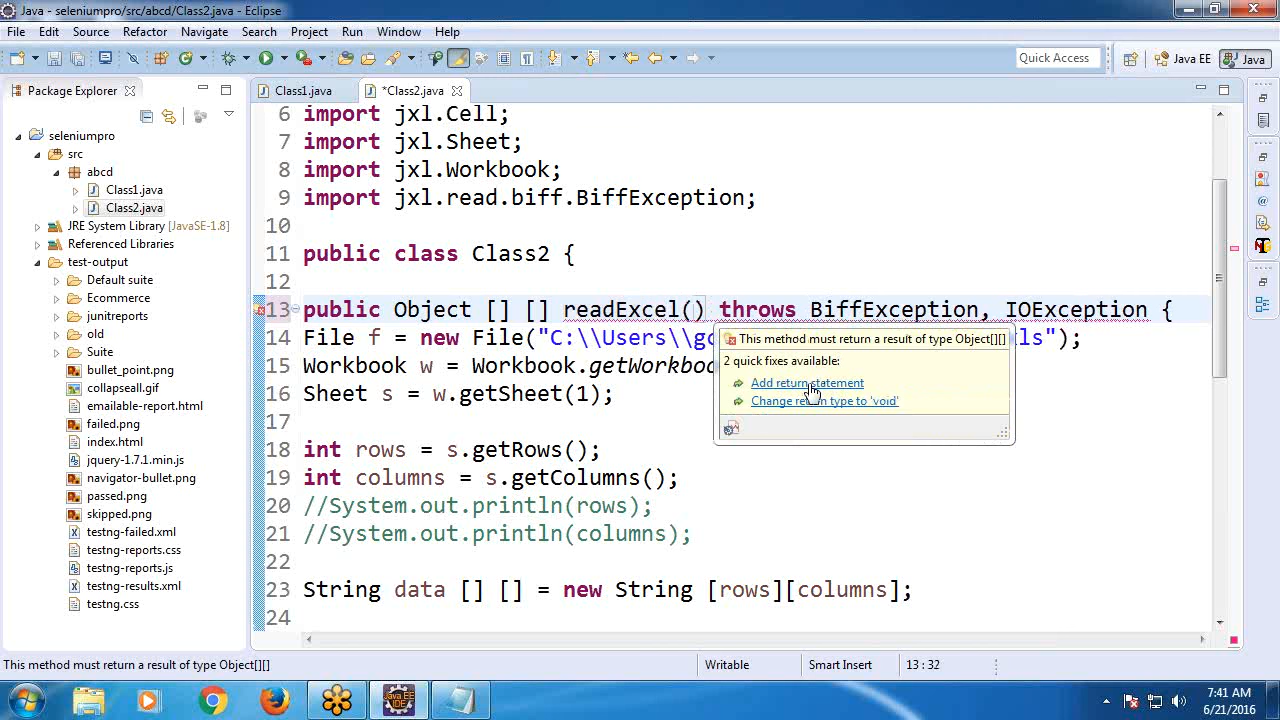 Java - seleniumpro/src/abcd/Class2.java - Eclipse
File Edit Source Refactor Navigate Search Project Run Window Help
Quick Access
Java EE
Java
Package Explorer
Class1.java
*Class2.java
seleniumpro
src
abcd
Class1.java
Class2.java
JRE System Library [JavaSE-1.8]
Referenced Libraries
test-output
Default suite
Ecommerce
junitreports
old
Suite
bullet_point.png
collapseall.gif
emailable-report.html
failed.png
index.html
jquery-1.7.1.min.js
navigator-bullet.png
passed.png
skipped.png
testng-failed.xml
testng-reports.css
testng-reports.js
testng-results.xml
testng.css
6 import jxl.Cell;
7 import jxl.Sheet;
8 import jxl.Workbook;
9 import jxl.read.biff.BiffException;
10
11 public class Class2 {
12
13 public Object [] [] readExcel() throws BiffException, IOException {
14 File f = new File("C:\\Users\\go ls");
15 Workbook w = Workbook.getWorkboo
16 Sheet s = w.getSheet(1);
17
18 int rows = s.getRows();
19 int columns = s.getColumns();
20 //System.out.println(rows);
21 //System.out.println(columns);
22
23 String data [] [] = new String [rows][columns];
24
This method must return a result of type Object[][]
2 quick fixes available:
Add return statement
Change return type to 'void'
This method must return a result of type Object[][]
Writable
Smart Insert
13 : 32
Java EE
IDE
7:41 AM
6/21/2016